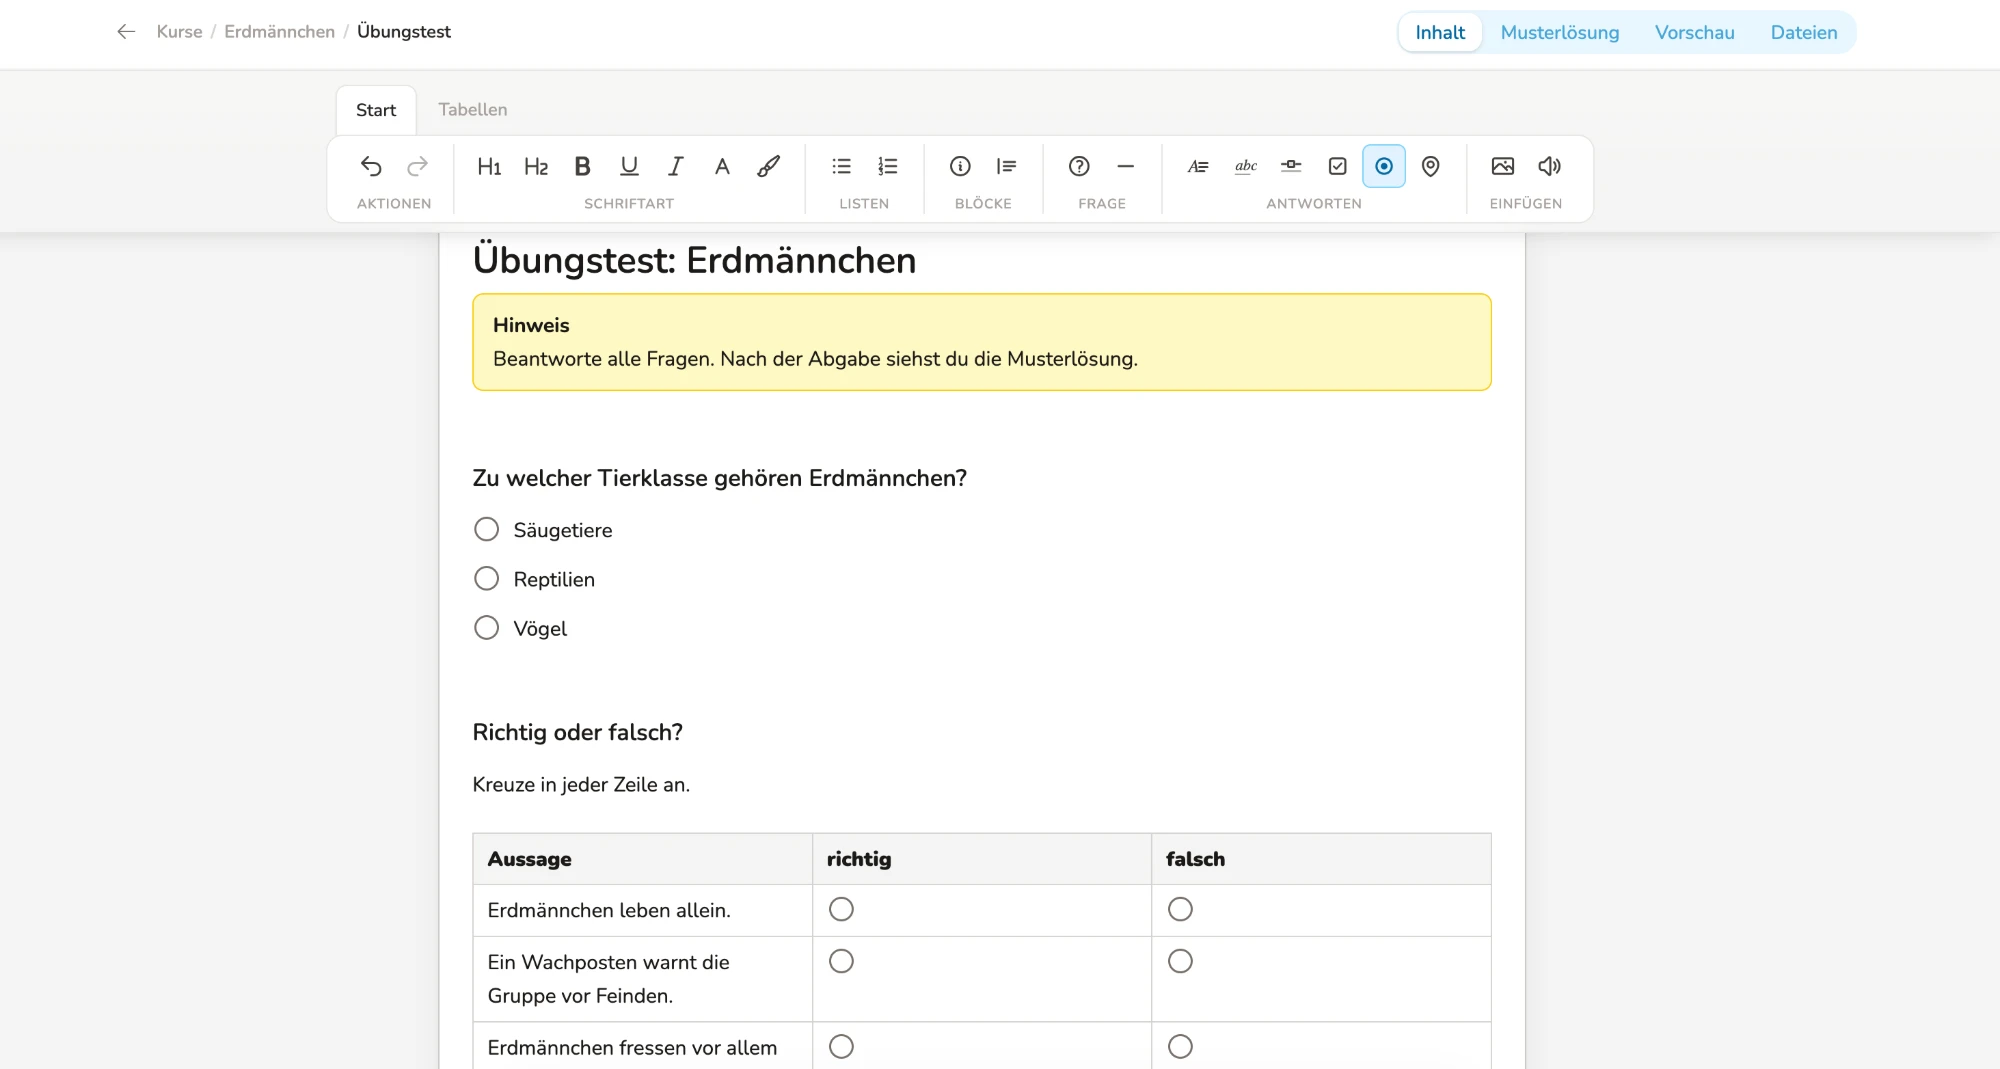 Kurse / Erdmännchen / Übungstest
Inhalt Musterlösung Vorschau Dateien
Start Tabellen
H1 H2 B U I A abc
AKTIONEN SCHRIFTART LISTEN BLÖCKE FRAGE ANTWORTEN EINFÜGEN
Übungstest: Erdmännchen
Hinweis
Beantworte alle Fragen. Nach der Abgabe siehst du die Musterlösung.
Zu welcher Tierklasse gehören Erdmännchen?
Säugetiere
Reptilien
Vögel
Richtig oder falsch?
Kreuze in jeder Zeile an.
Aussage richtig falsch
Erdmännchen leben allein.
Ein Wachposten warnt die
Gruppe vor Feinden.
Erdmännchen fressen vor allem